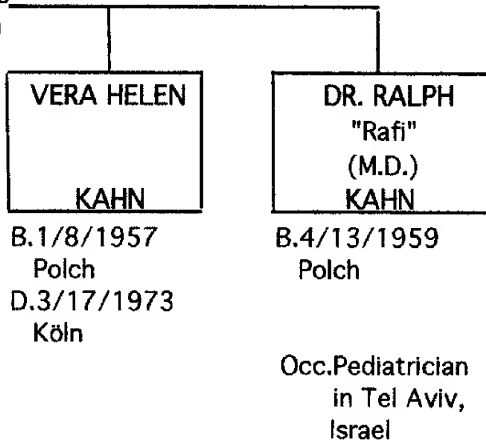 VERA HELEN
KAHN
B.1/8/1957
Polch
D.3/17/1973
Köln
DR. RALPH
"Rafi"
(M.D.)
KAHN
B.4/13/1959
Polch
Occ.Pediatrician
in Tel Aviv,
Israel